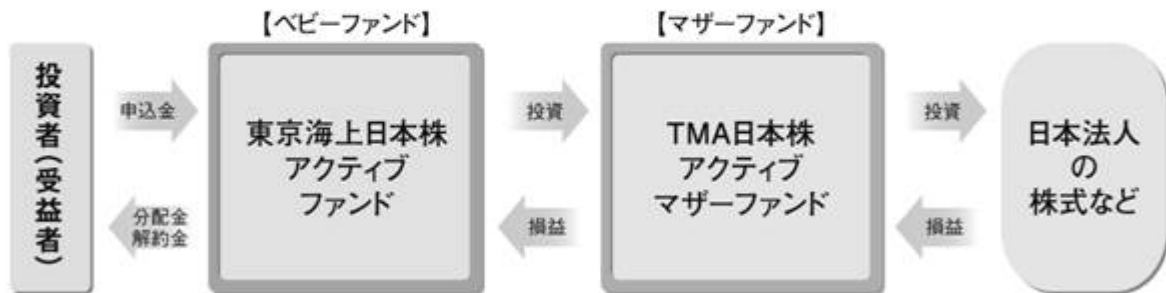 【ベビーファンド】
【マザーファンド】
投資者(受益者)
申込金
分配金
解約金
東京海上日本株
アクティブ
ファンド
投資
損益
TMA日本株
アクティブ
マザーファンド
投資
損益
日本法人
の
株式など